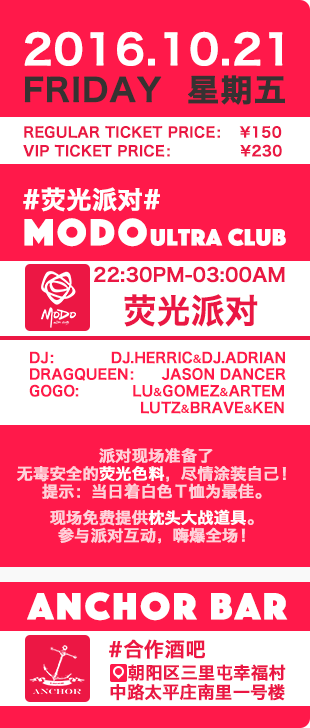 2016.10.21
FRIDAY 星期五
REGULAR TICKET PRICE: ¥150
VIP TICKET PRICE: ¥230
#荧光派对#
MODO ULTRA CLUB
22:30PM-03:00AM
MODO
荧光派对
DJ: DJ.HERRIC&DJ.ADRIAN
DRAGQUEEN: JASON DANCER
GOGO: LU&GOMEZ&ARTEM
LUTZ&BRAVE&KEN
派对现场准备了
无毒安全的荧光色料，尽情涂装自己！
提示：当日着白色T恤为最佳。
现场免费提供枕头大战道具。
参与派对互动，嗨爆全场！
ANCHOR BAR
#合作酒吧
ANCHOR
朝阳区三里屯幸福村
中路太平庄南里一号楼